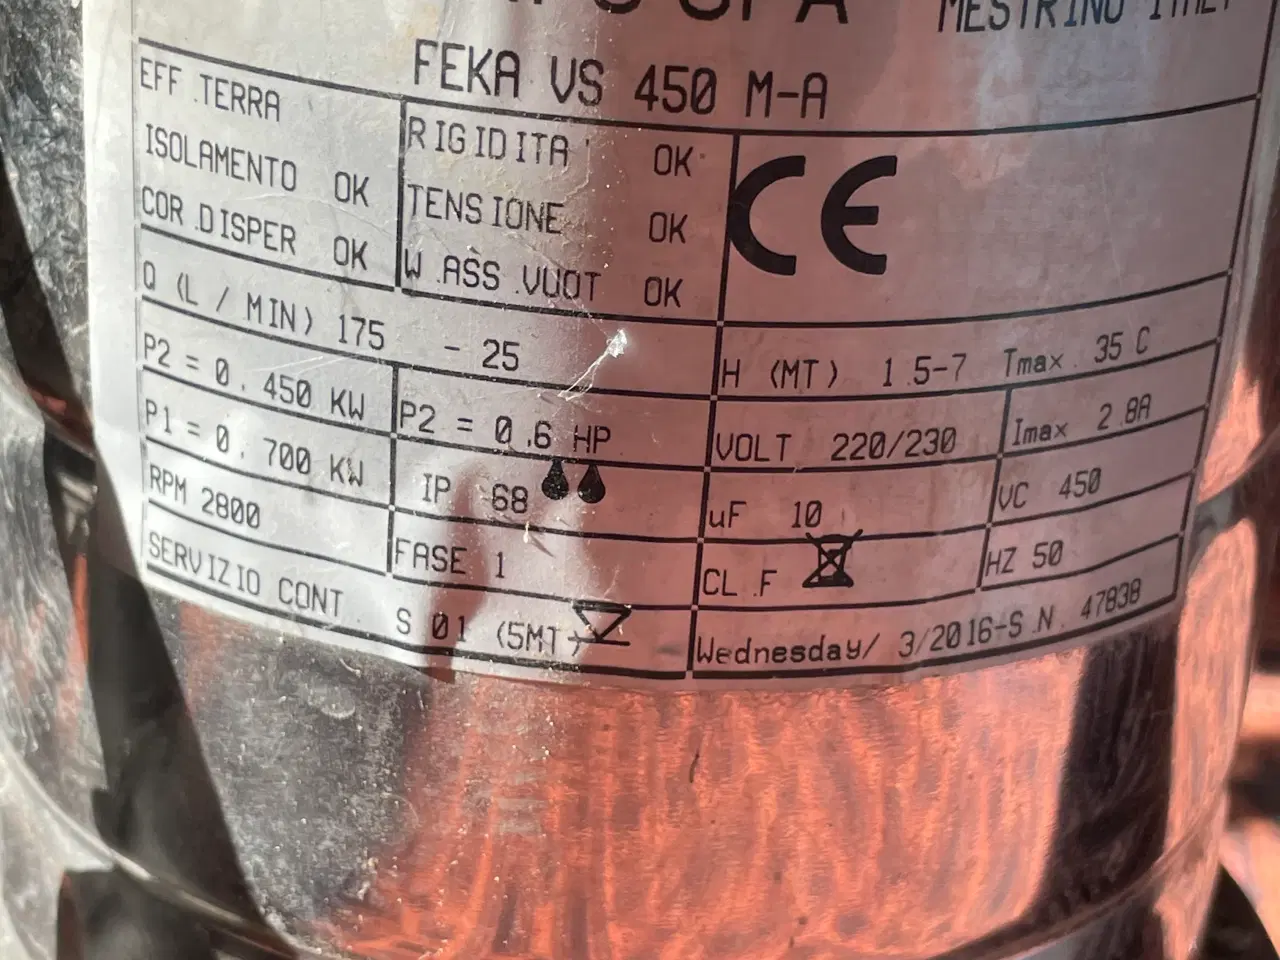 MESTRINO ITALY
FEKA VS 450 M-A
EFF.TERRA
ISOLAMENTO OK
COR.DISPER OK
RIGIDITA' OK
TENSIONE OK
W.ASS.VUOT OK
CE
Q (L / MIN) 175 - 25
H (MT) 1.5-7 Tmax. 35 C
P2 = 0. 450 KW
P2 = 0.6 HP
VOLT 220/230
Imax 2.8A
P1 = 0. 700 KW
IP 68
uF 10
VC 450
RPM 2800
FASE 1
CL.F
HZ 50
SERVIZIO CONT. S 01 (5MT)
Wednesday/ 3/2016-S.N. 47838